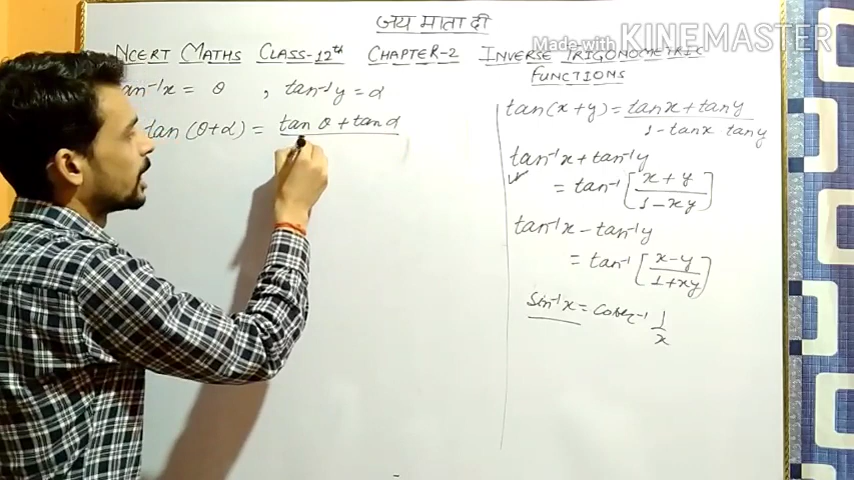 जय माता दी
Made with KINEMASTER
NCERT MATHS CLASS-12th CHAPTER-2 INVERSE TRIGONOMETRIC
FUNCTIONS
tan⁻¹x = θ , tan⁻¹y = α
tan (θ+α) = tan θ + tan α
tan(x+y) = tanx + tany
1 - tanx tany
tan⁻¹x + tan⁻¹y
= tan⁻¹ [x+y / 1-xy]
tan⁻¹x - tan⁻¹y
= tan⁻¹ [x-y / 1+xy]
sin⁻¹x = cosec⁻¹ 1/x